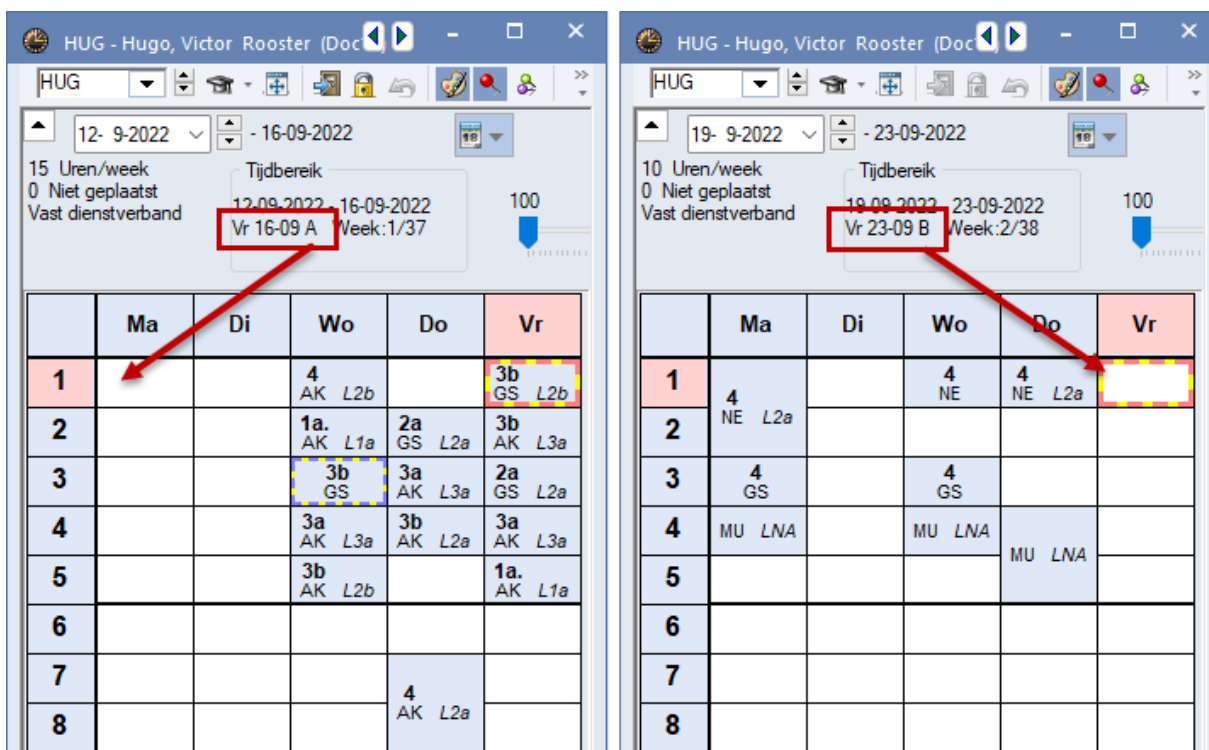 HUG - Hugo, Victor Rooster (Doc
HUG
12- 9-2022 - 16-09-2022
15 Uren/week
0 Niet geplaatst
Vast dienstverband
Tijdbereik
12-09-2022 - 16-09-2022
Vr 16-09 A Week:1/37
100
Ma Di Wo Do Vr
1
4
AK L2b
3b
GS L2b
2
1a.
AK L1a
2a
GS L2a
3b
AK L3a
3
3b
GS
3a
AK L3a
2a
GS L2a
4
3a
AK L3a
3b
AK L2a
3a
AK L3a
5
3b
AK L2b
1a.
AK L1a
6
7
4
AK L2a
8
HUG - Hugo, Victor Rooster (Doc
HUG
19- 9-2022 - 23-09-2022
10 Uren/week
0 Niet geplaatst
Vast dienstverband
Tijdbereik
19-09-2022 - 23-09-2022
Vr 23-09 B Week:2/38
100
Ma Di Wo Do Vr
1
4
NE L2a
4
NE
4
NE L2a
2
3
4
GS
4
GS
4
MU LNA
MU LNA
MU LNA
5
6
7
8